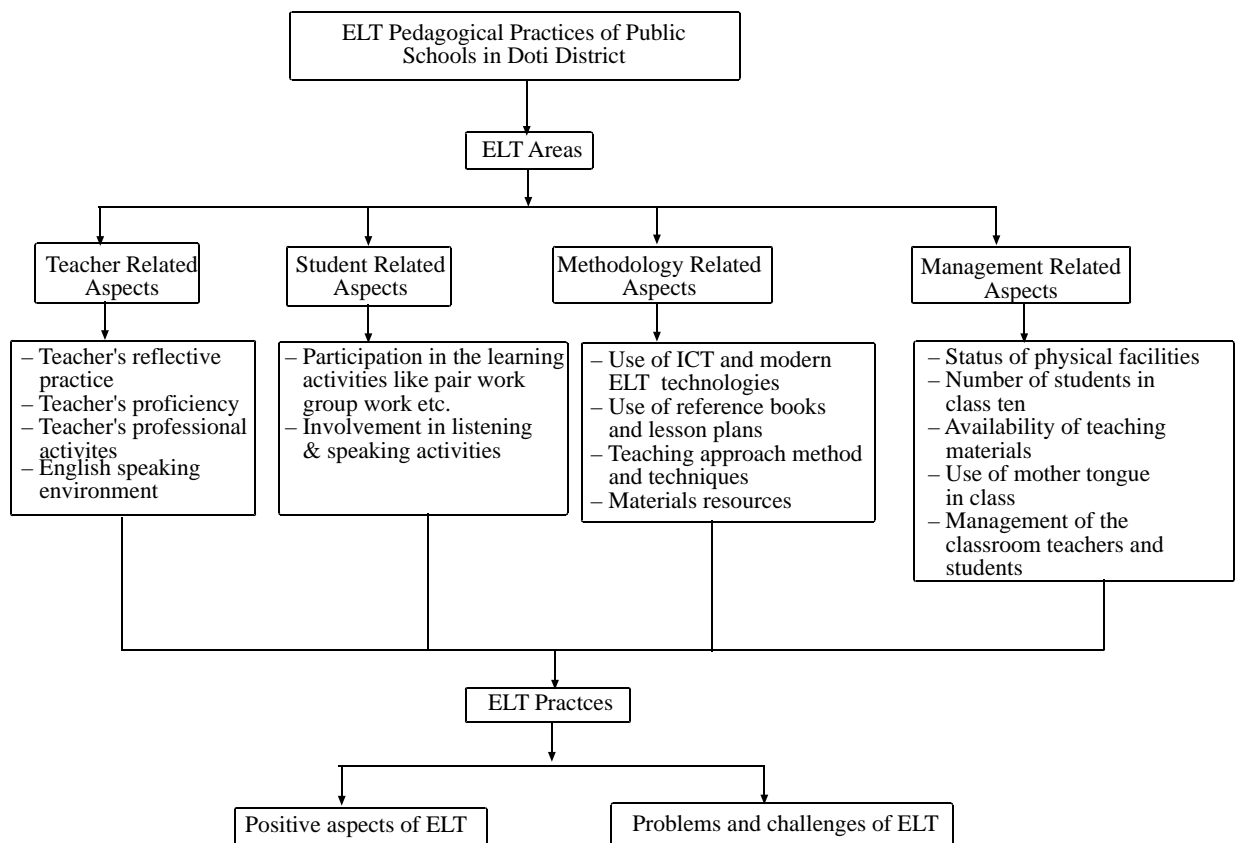 ELT Pedagogical Practices of Public
Schools in Doti District
ELT Areas
Teacher Related
Aspects
Student Related
Aspects
Methodology Related
Aspects
Management Related
Aspects
– Teacher's reflective
practice
– Teacher's proficiency
– Teacher's professional
activites
– English speaking
environment
– Participation in the learning
activities like pair work
group work etc.
– Involvement in listening
& speaking activities
– Use of ICT and modern
ELT technologies
– Use of reference books
and lesson plans
– Teaching approach method
and techniques
– Materials resources
– Status of physical facilities
– Number of students in
class ten
– Availability of teaching
materials
– Use of mother tongue
in class
– Management of the
classroom teachers and
students
ELT Practces
Positive aspects of ELT
Problems and challenges of ELT